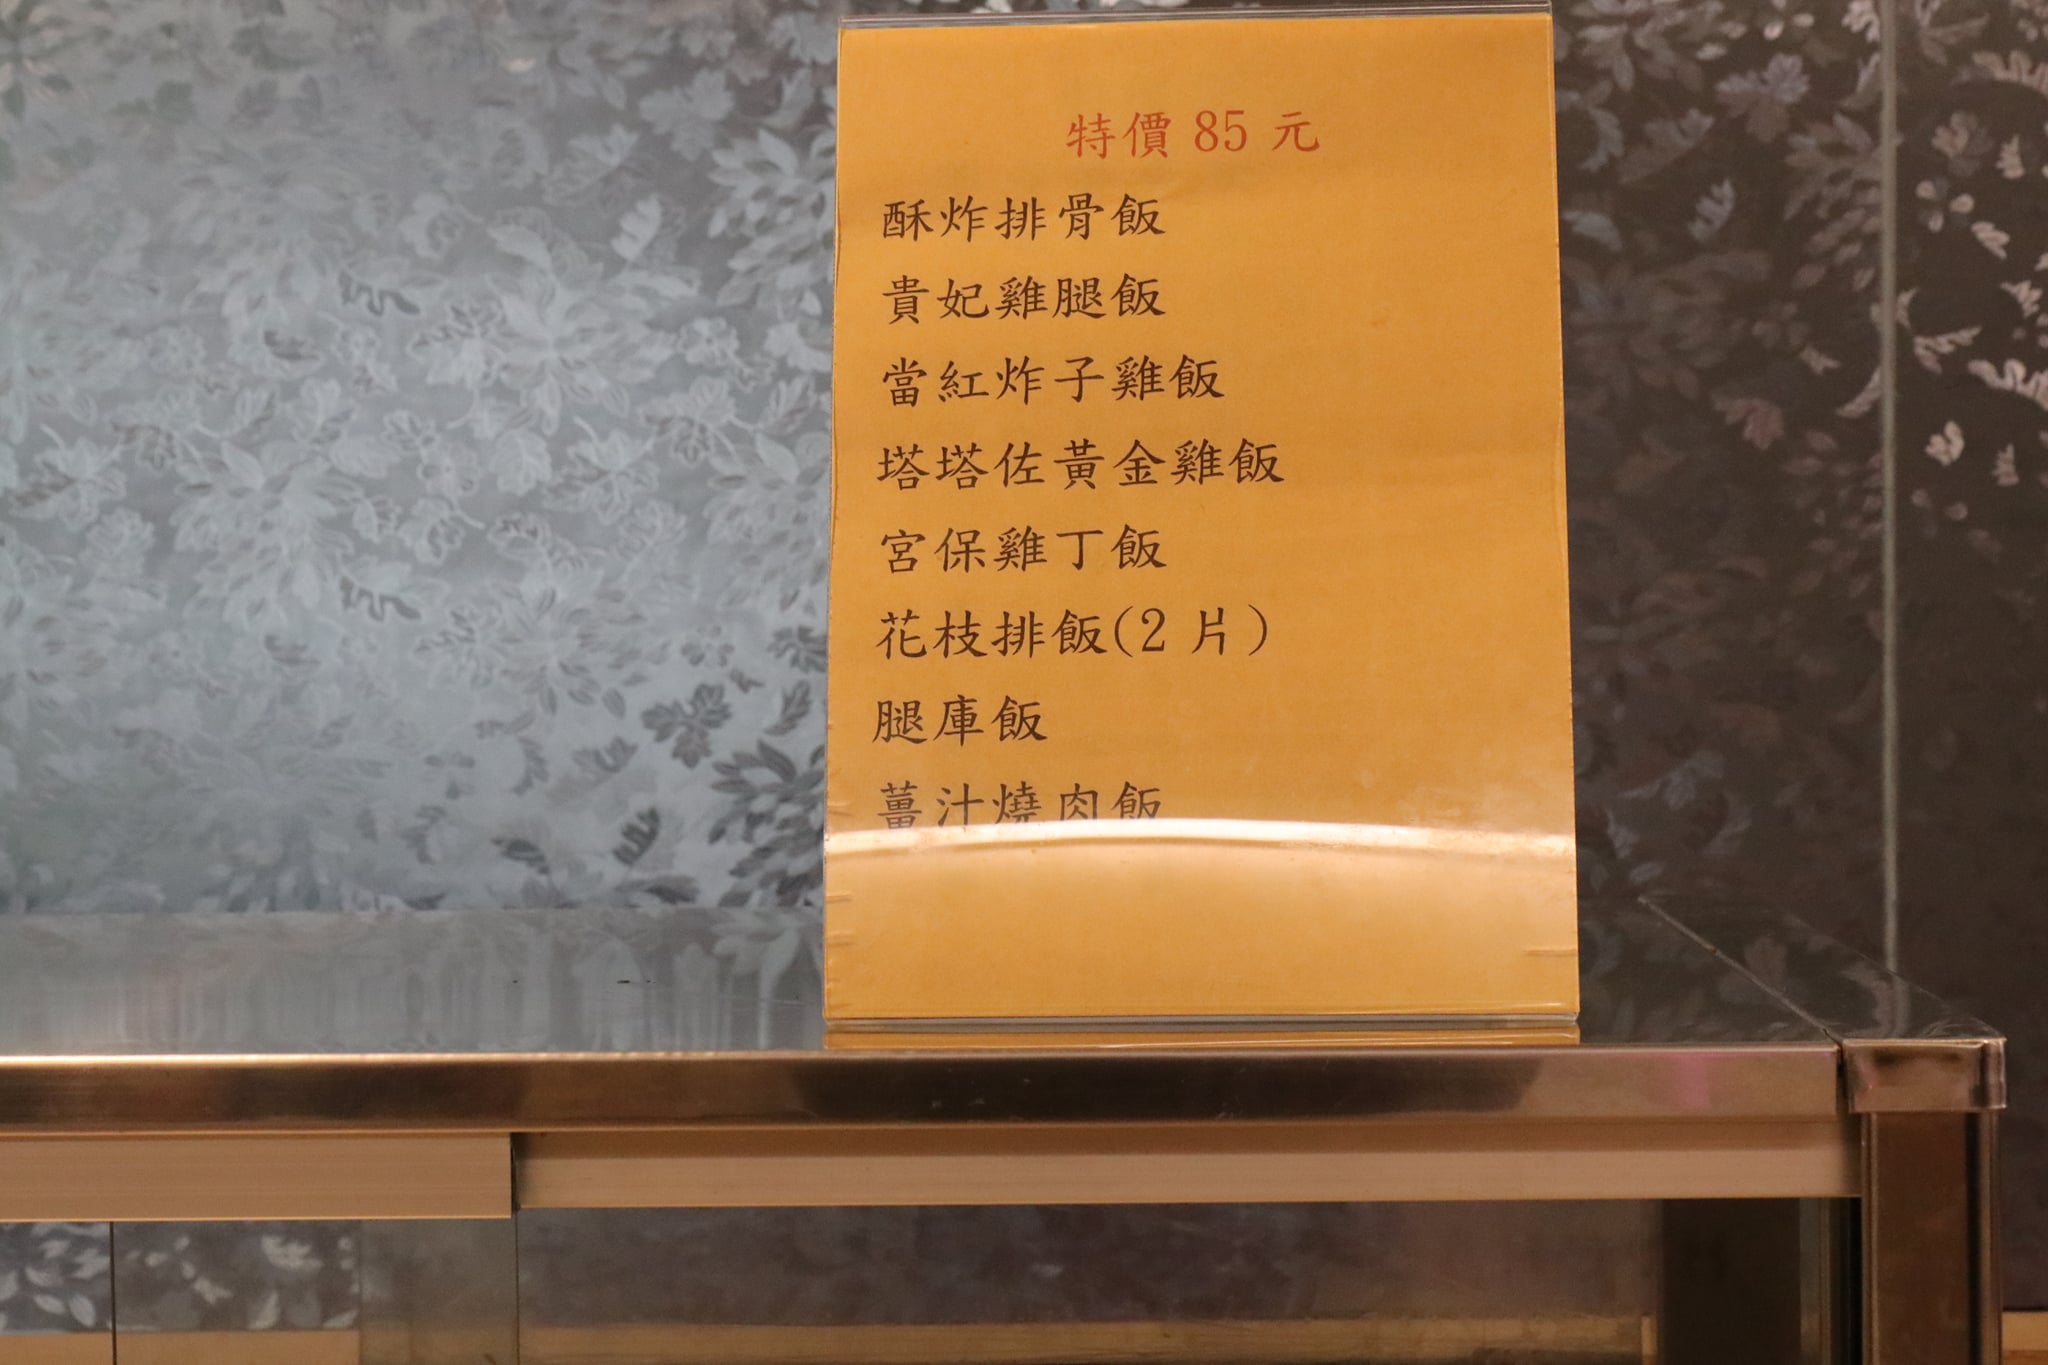 特價 85 元
酥炸排骨飯
貴妃雞腿飯
當紅炸子雞飯
塔塔佐黃金雞飯
宮保雞丁飯
花枝排飯(2 片)
腿庫飯
薑汁燒肉飯